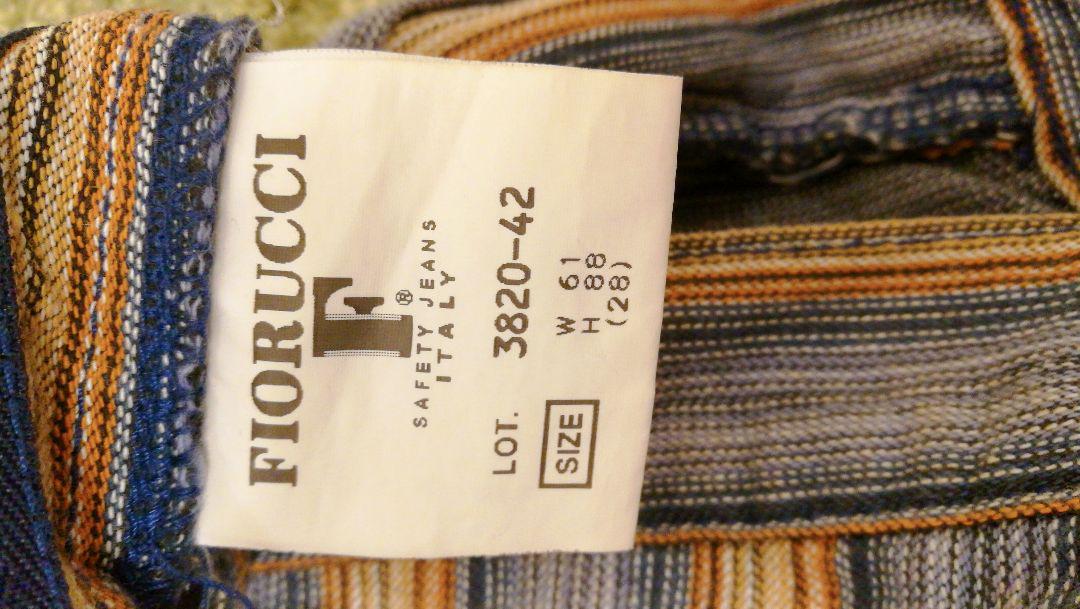 FIORUCCI
F®
SAFETY JEANS
ITALY
LOT. 3820-42
SIZE W 61
H 88
(28)